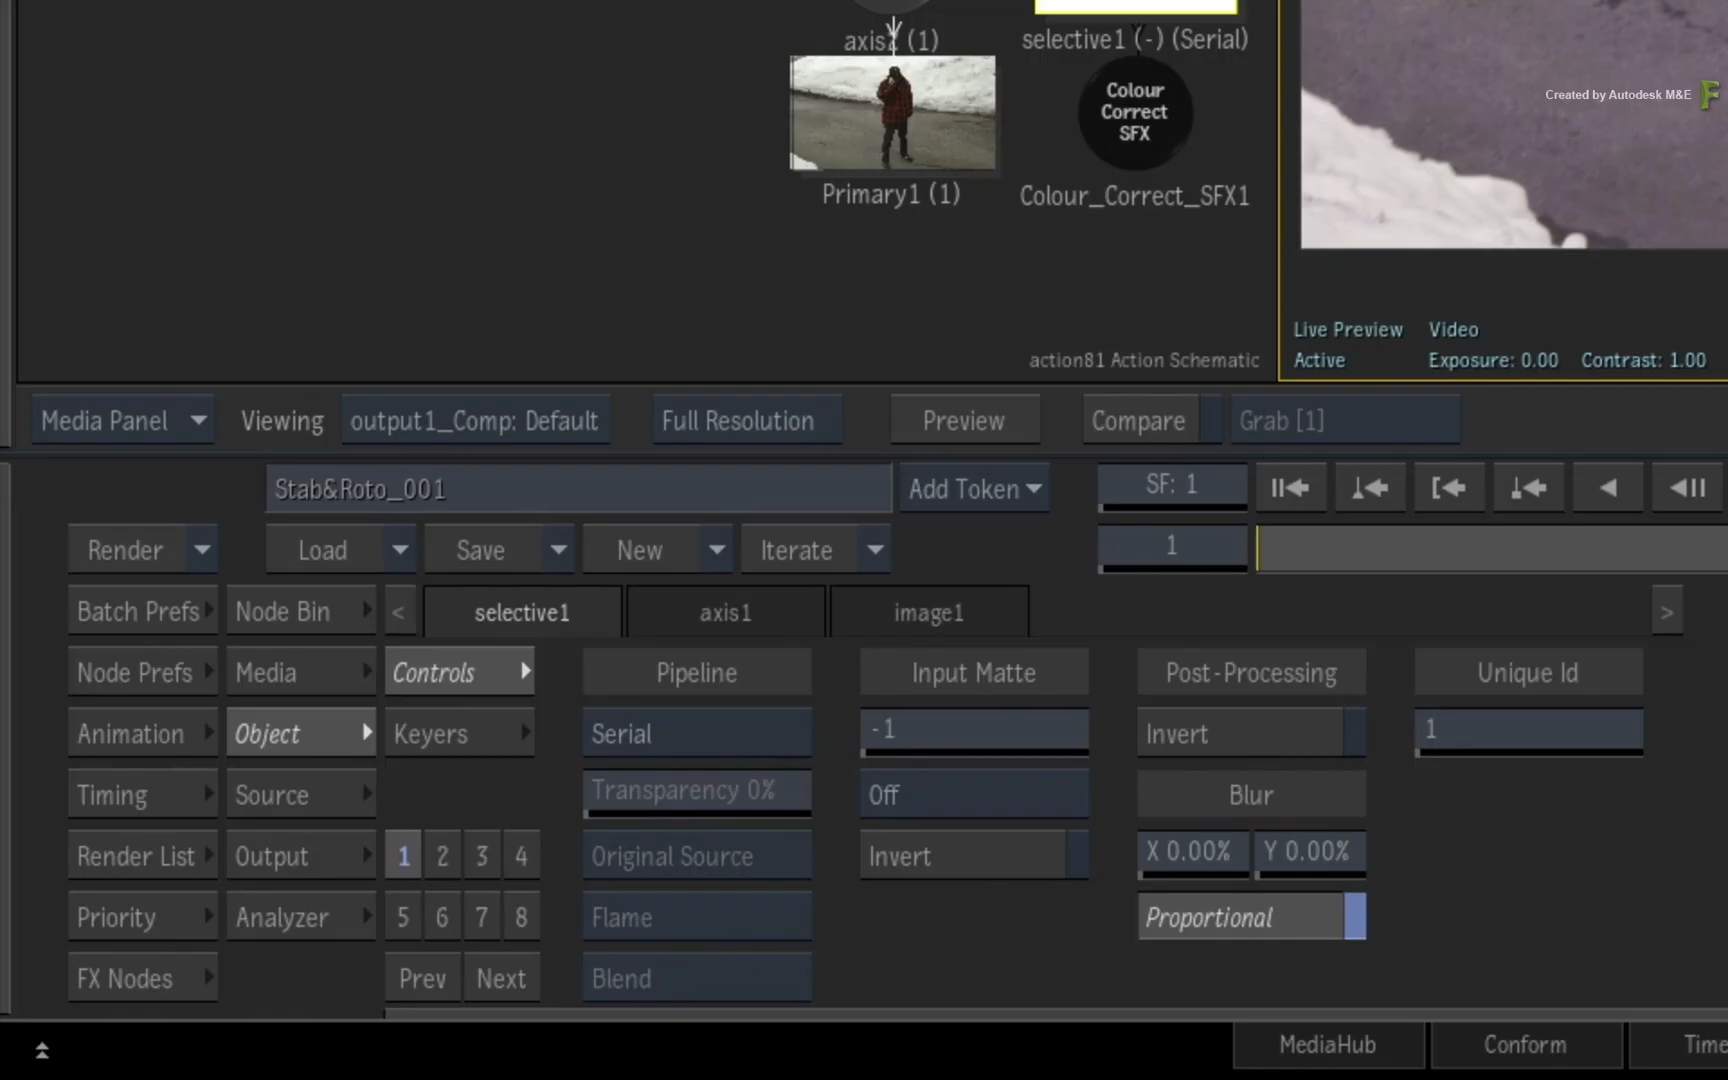 axis2 (1)
selective1 (-) (Serial)
Colour
Correct
SFX
Created by Autodesk M&E
Primary1 (1)
Colour_Correct_SFX1
action81 Action Schematic
Live Preview Video
Active Exposure: 0.00 Contrast: 1.00
Media Panel Viewing output1_Comp: Default Full Resolution Preview Compare Grab [1]
Stab&Roto_001 Add Token SF: 1
Render Load Save New Iterate 1
Batch Prefs Node Bin < selective1 axis1 image1 >
Node Prefs Media Controls Pipeline Input Matte Post-Processing Unique Id
Animation Object Keyers Serial -1 Invert 1
Timing Source Transparency 0% Off Blur
Render List Output 1 2 3 4 Original Source Invert X 0.00% Y 0.00%
Priority Analyzer 5 6 7 8 Flame Proportional
FX Nodes Prev Next Blend
MediaHub Conform Time